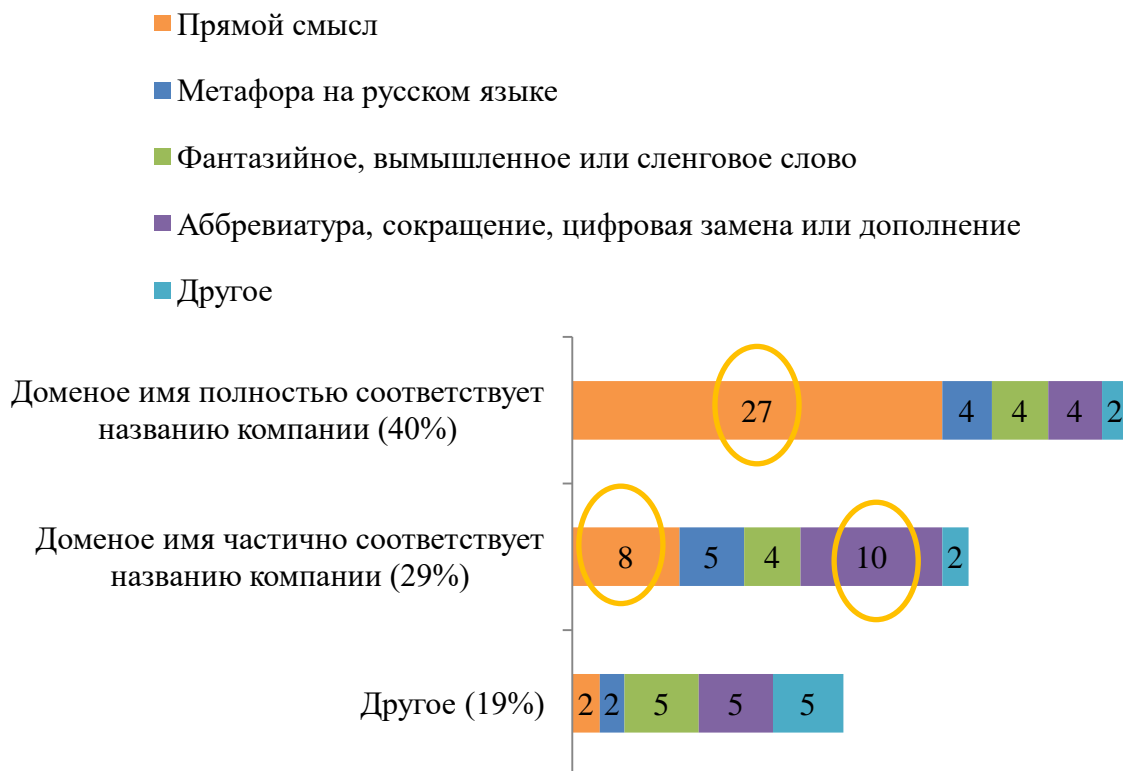 Прямой смысл
Метафора на русском языке
Фантазийное, вымышленное или сленговое слово
Аббревиатура, сокращение, цифровая замена или дополнение
Другое
Доменое имя полностью соответствует
названию компании (40%)
27 4 4 4 2
Доменое имя частично соответствует
названию компании (29%)
8 5 4 10 2
Другое (19%)
2 2 5 5 5